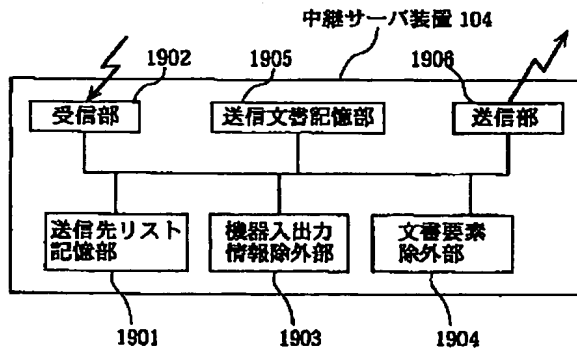 中継サーバ装置 104
1902
1905
1906
受信部
送信文書記憶部
送信部
送信先リスト
記憶部
機器入出力
情報除外部
文書要素
除外部
1901
1903
1904